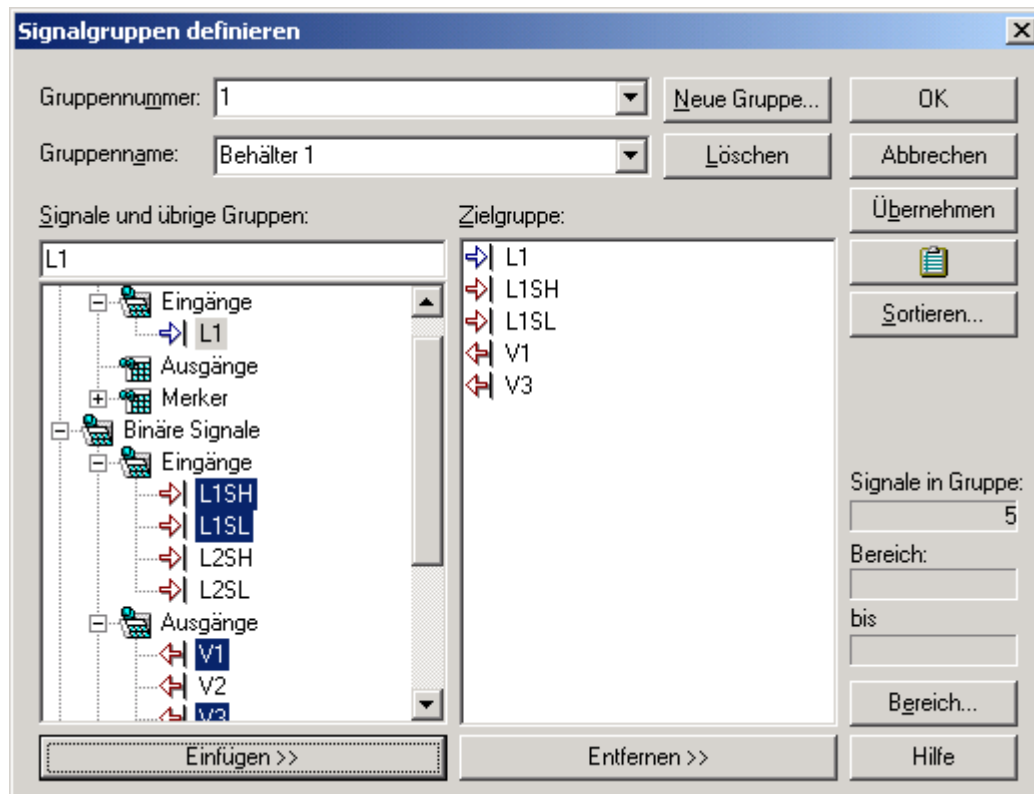 Signalgruppen definieren
Gruppennummer: 1
Neue Gruppe...
OK
Gruppenname: Behälter 1
Löschen
Abbrechen
Übernehmen
Sortieren...
Signale und übrige Gruppen:
L1
Eingänge
L1
Ausgänge
Merker
Binäre Signale
Eingänge
L1SH
L1SL
L2SH
L2SL
Ausgänge
V1
V2
V3
Einfügen >>
Zielgruppe:
L1
L1SH
L1SL
V1
V3
Entfernen >>
Signale in Gruppe:
5
Bereich:
bis
Bereich...
Hilfe